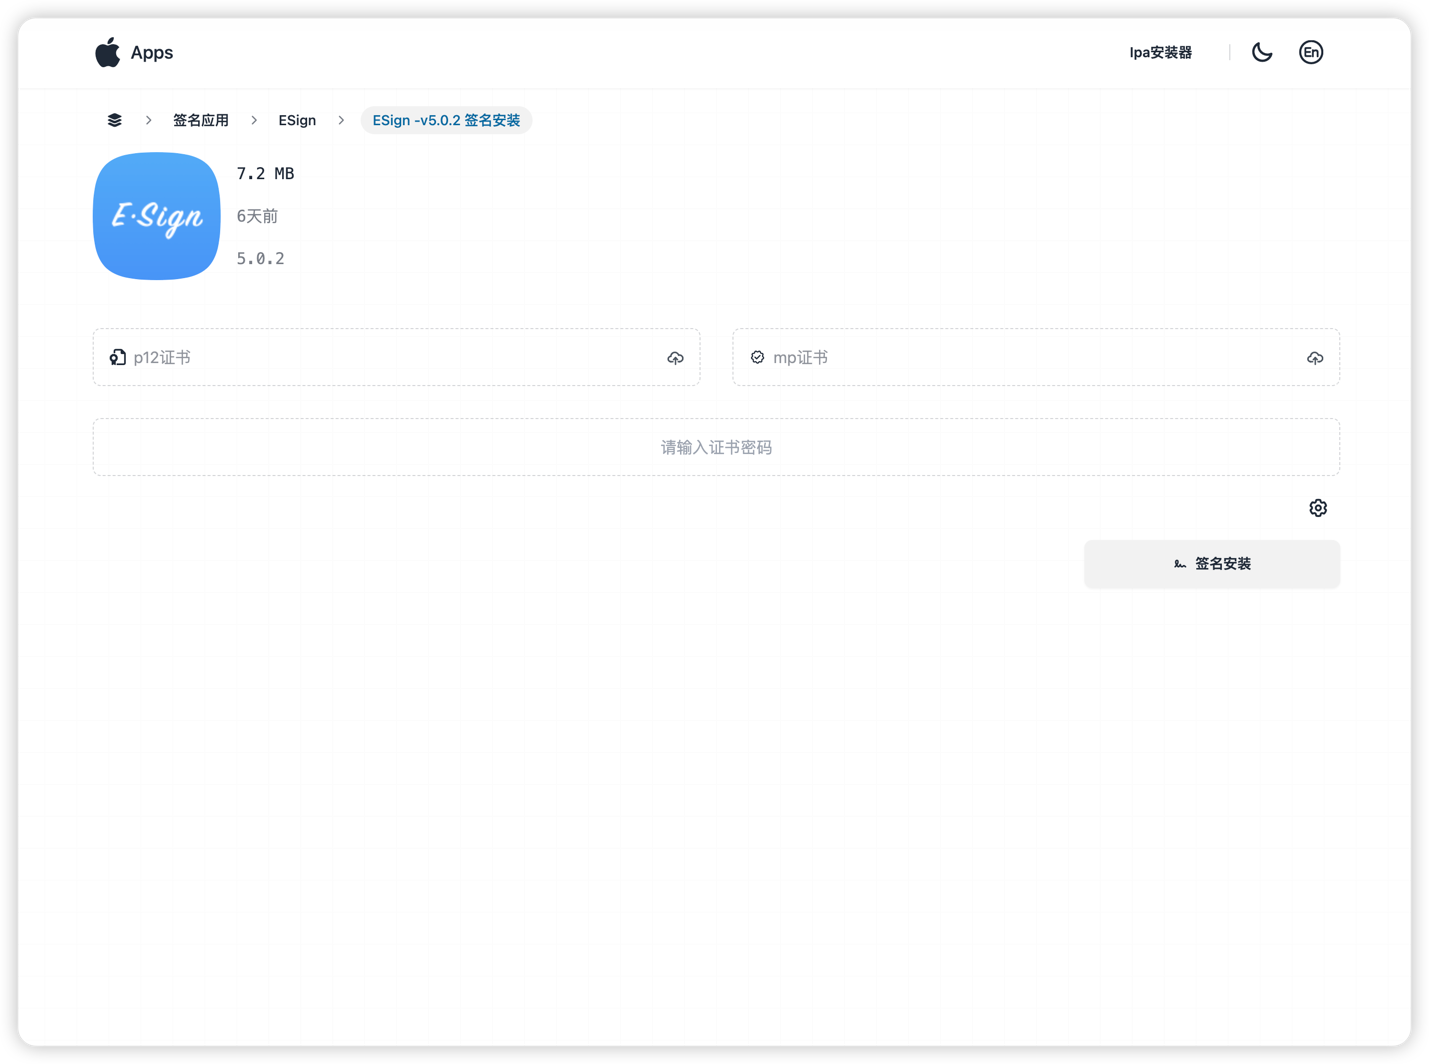 Apps
Ipa安装器
En
签名应用
ESign
ESign -v5.0.2 签名安装
E·Sign
7.2 MB
6天前
5.0.2
p12证书
mp证书
请输入证书密码
签名安装